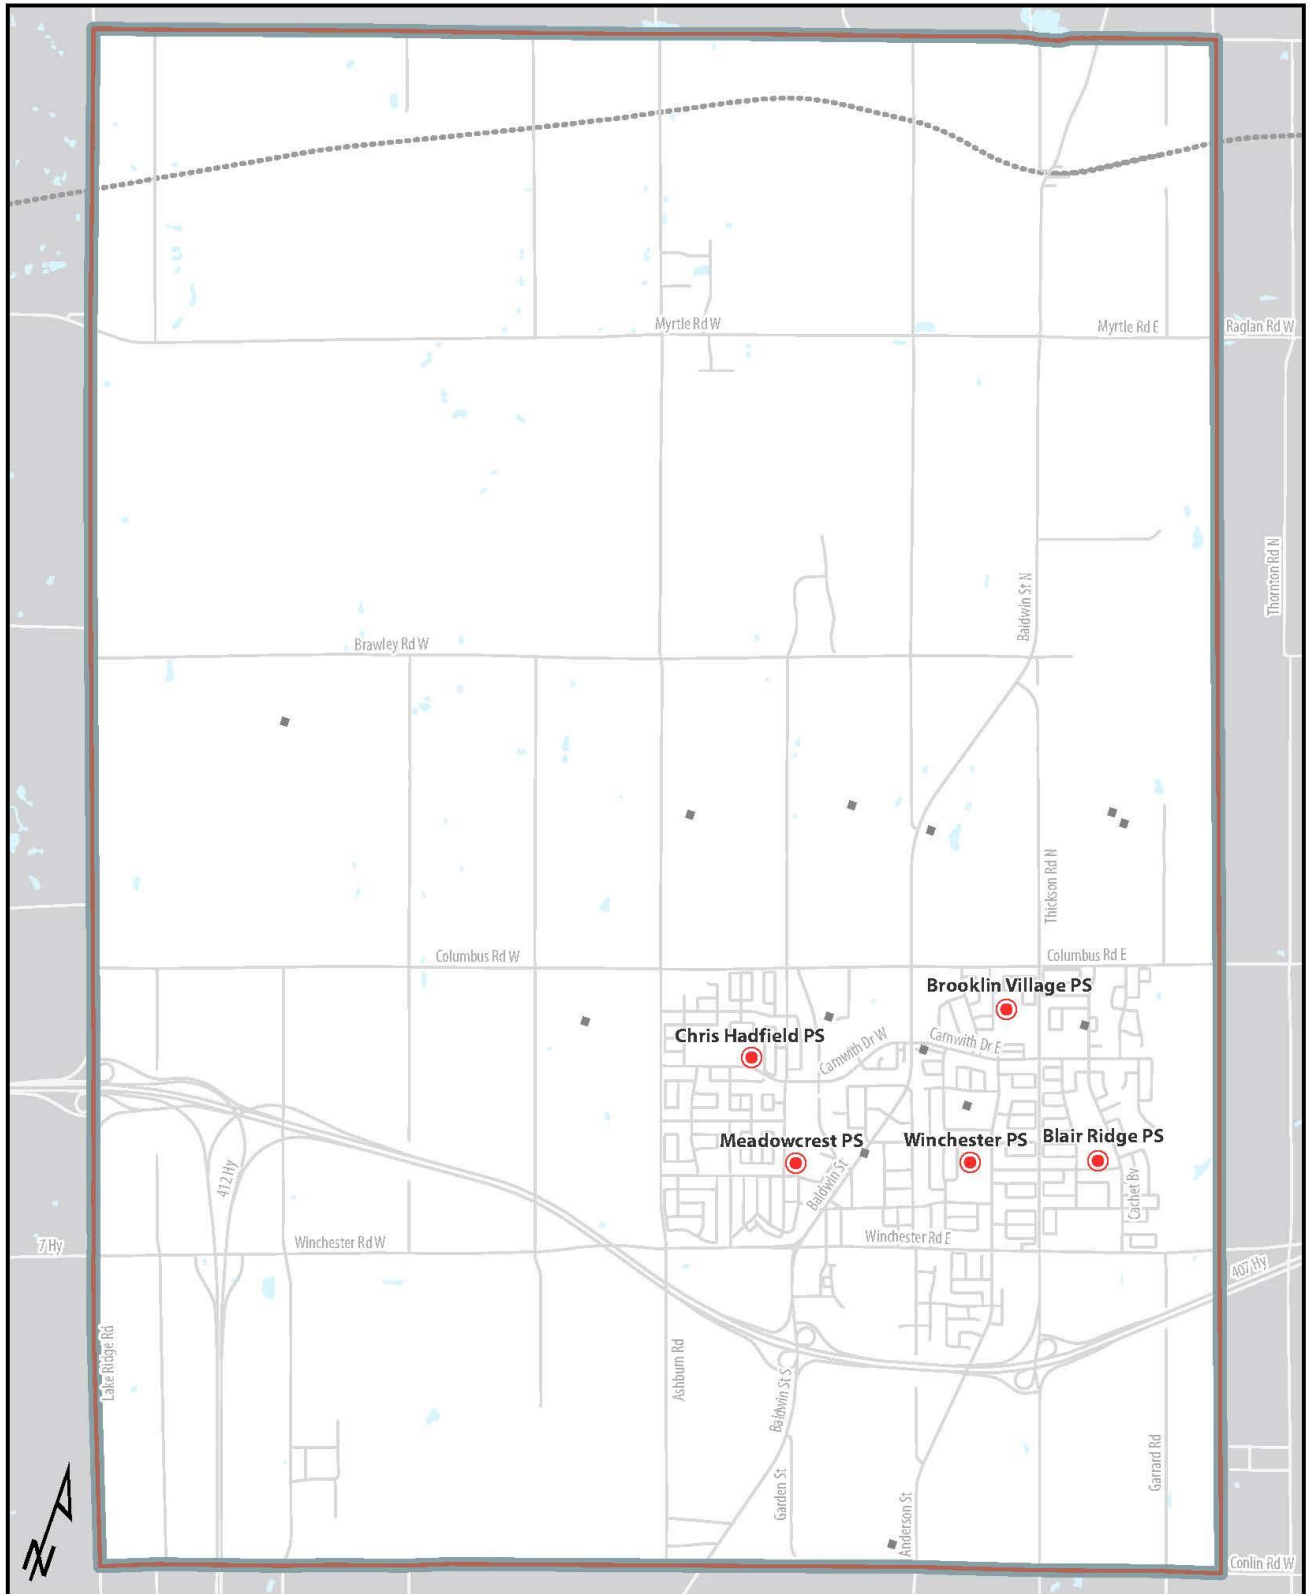 Myrtle Rd W
Myrtle Rd E
Raglan Rd W
Thornton Rd N
Baldwin St N
Brawley Rd W
Thickson Rd N
Columbus Rd W
Columbus Rd E
Brooklin Village PS
Chris Hadfield PS
Carnwith Dr W
Carnwith Dr E
Meadowcrest PS
Winchester PS
Blair Ridge PS
412 Hy
Baldwin St
Cachet Bv
7 Hy
Winchester Rd W
Winchester Rd E
407 Hy
Lake Ridge Rd
Ashburn Rd
Baldwin St S
Garrard Rd
Garden St
Anderson St
N
Conlin Rd W